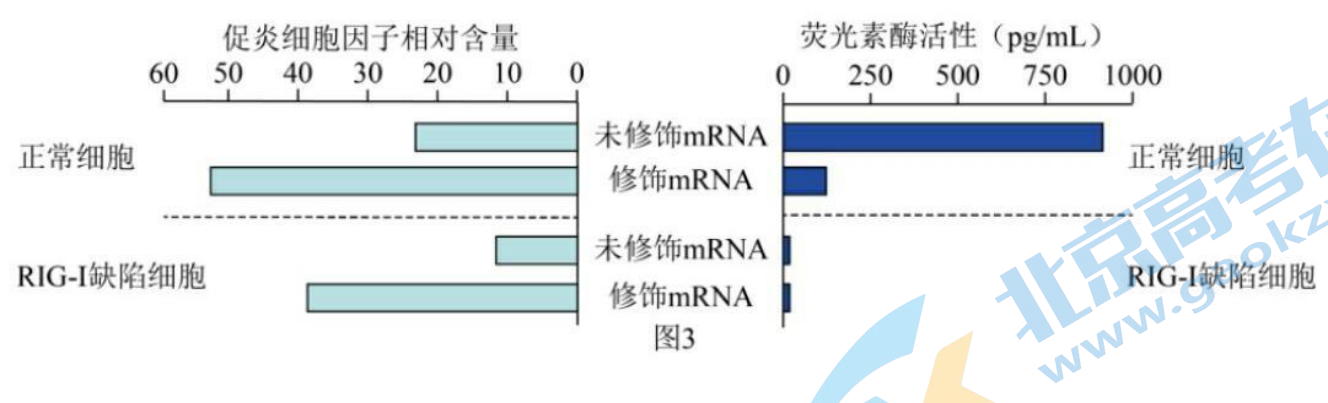 促炎细胞因子相对含量
荧光素酶活性（pg/mL）
60 50 40 30 20 10 0
0 250 500 750 1000
正常细胞
未修饰mRNA
修饰mRNA
正常细胞
RIG-I缺陷细胞
未修饰mRNA
修饰mRNA
RIG-I缺陷细胞
图3
北京高考在
www.gaokz